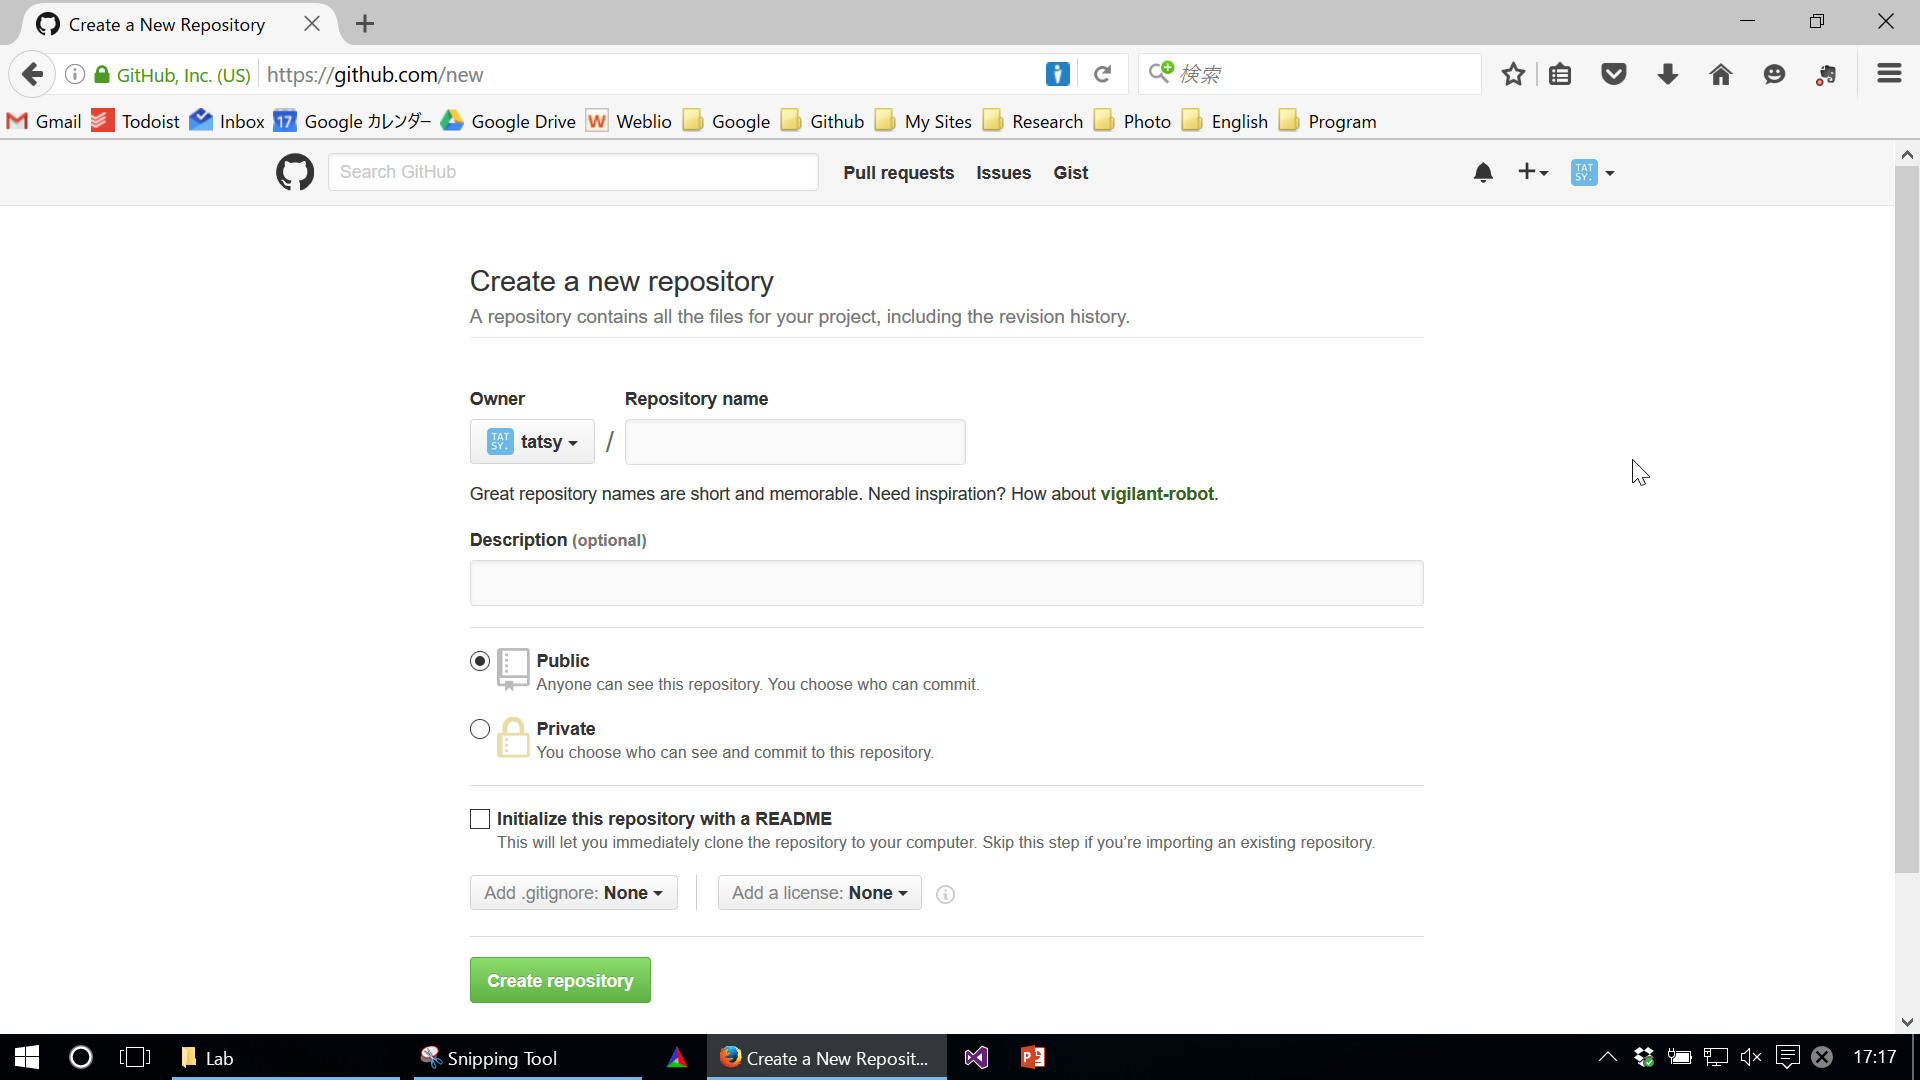 Create a New Repository
GitHub, Inc. (US) https://github.com/new 検索
Gmail Todoist Inbox 17 Google カレンダー Google Drive W Weblio Google Github My Sites Research Photo English Program
Search GitHub Pull requests Issues Gist TAT SY.
Create a new repository
A repository contains all the files for your project, including the revision history.
Owner Repository name
TAT SY. tatsy /
Great repository names are short and memorable. Need inspiration? How about vigilant-robot.
Description (optional)
Public
Anyone can see this repository. You choose who can commit.
Private
You choose who can see and commit to this repository.
Initialize this repository with a README
This will let you immediately clone the repository to your computer. Skip this step if you’re importing an existing repository.
Add .gitignore: None Add a license: None
Create repository
Lab Snipping Tool Create a New Reposit... 17:17